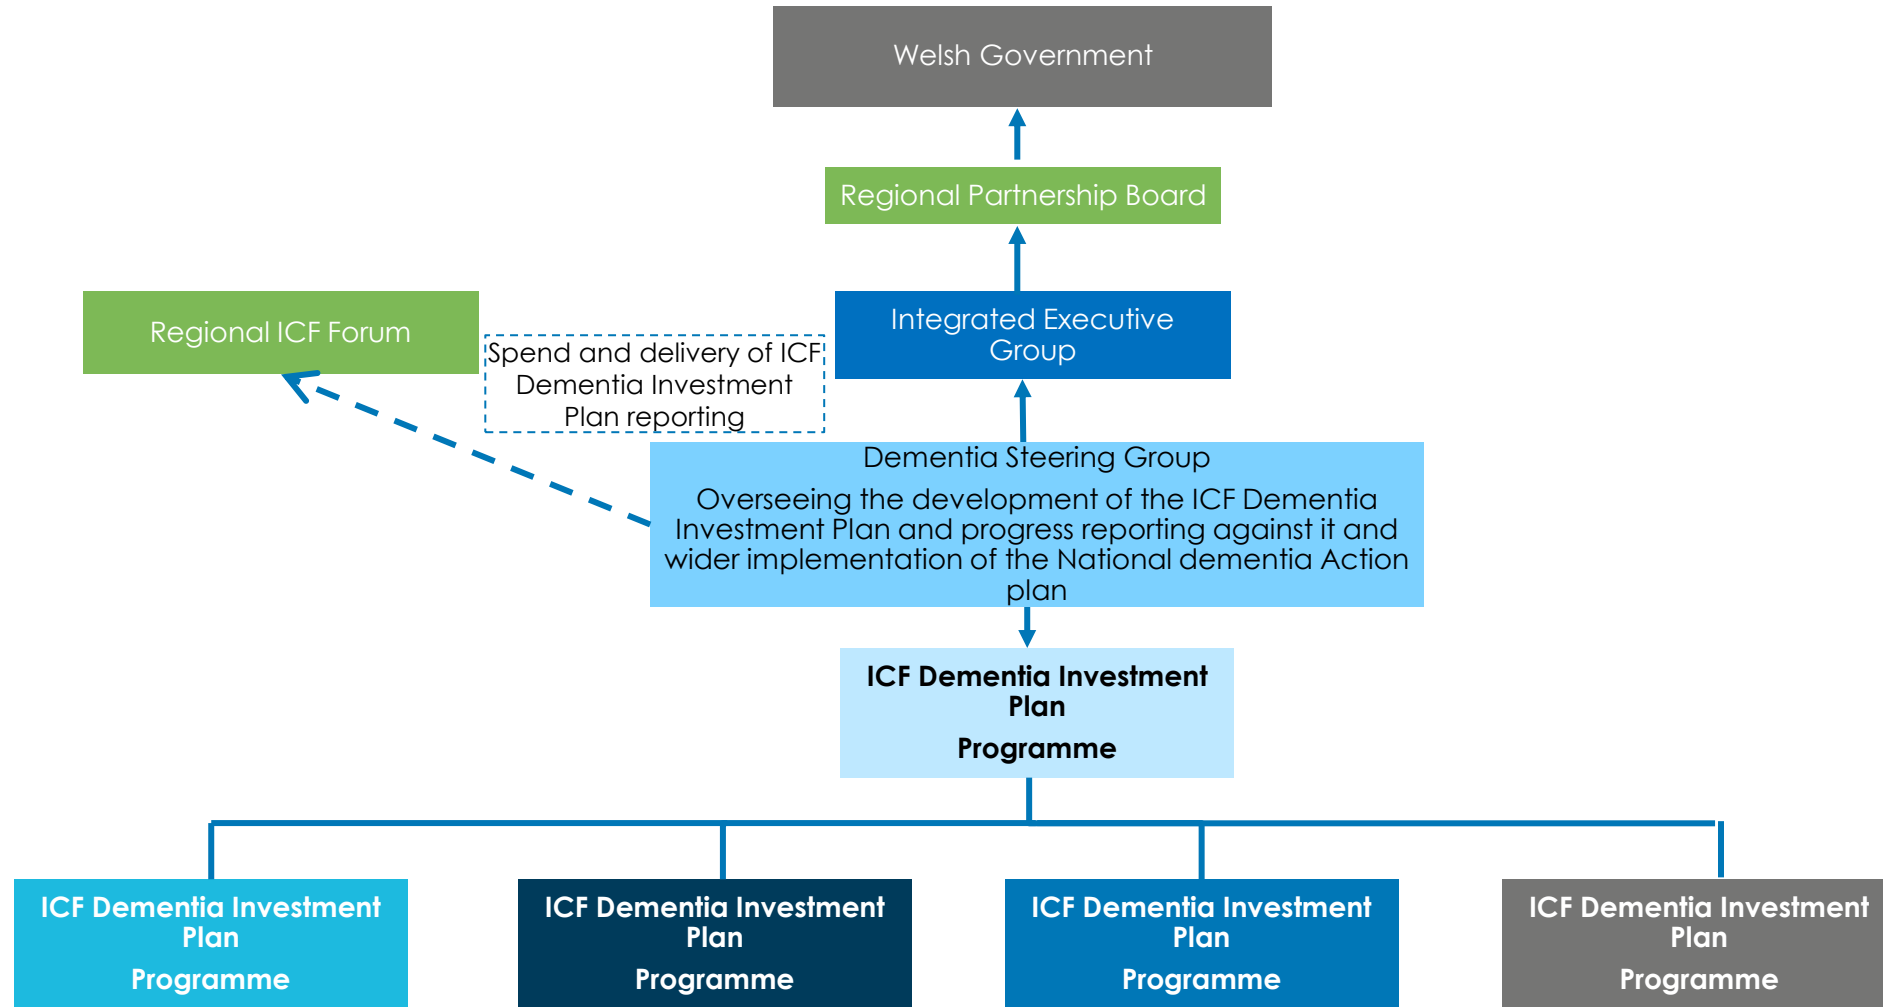 Welsh Government
Regional Partnership Board
Regional ICF Forum
Integrated Executive
Group
Spend and delivery of ICF
Dementia Investment
Plan reporting
Dementia Steering Group
Overseeing the development of the ICF Dementia
Investment Plan and progress reporting against it and
wider implementation of the National dementia Action
plan
ICF Dementia Investment
Plan
Programme
ICF Dementia Investment
Plan
Programme
ICF Dementia Investment
Plan
Programme
ICF Dementia Investment
Plan
Programme
ICF Dementia Investment
Plan
Programme